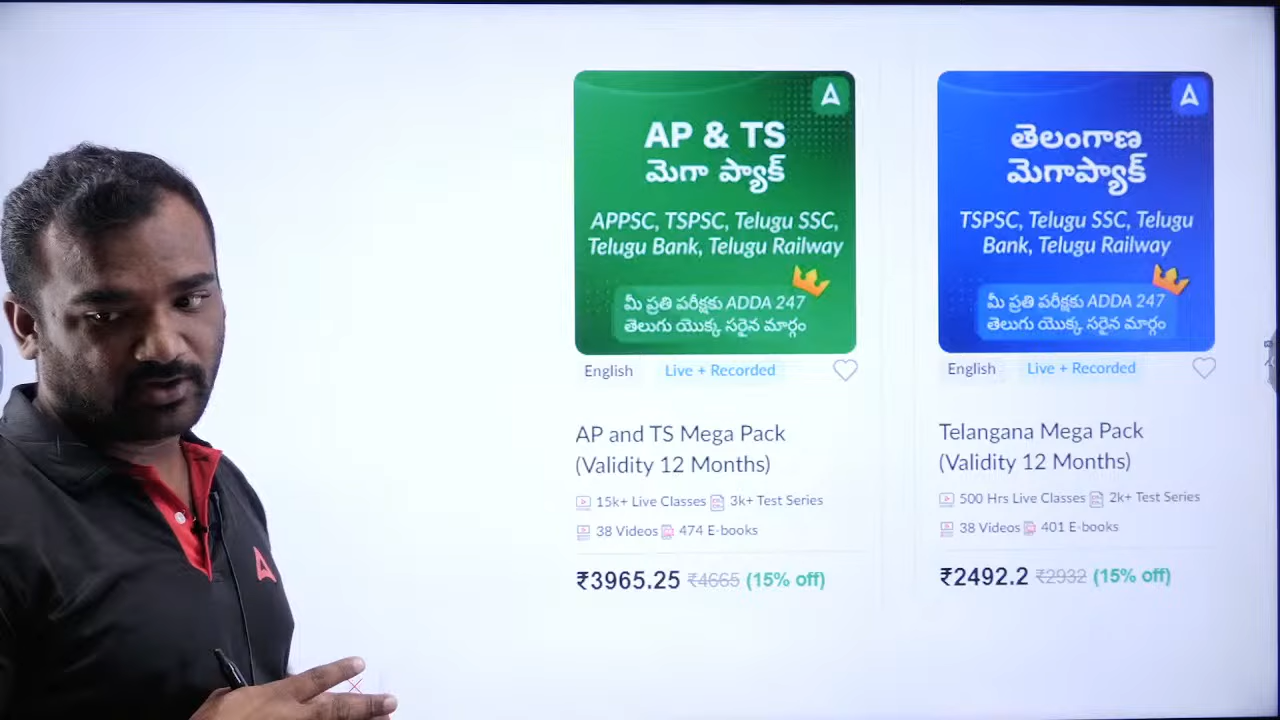 AP & TS
మెగా ప్యాక్
APPSC, TSPSC, Telugu SSC,
Telugu Bank, Telugu Railway
మీ ప్రతి పరీక్షకు ADDA 247
తెలుగు యొక్క సరైన మార్గం
English Live + Recorded
AP and TS Mega Pack
(Validity 12 Months)
15k+ Live Classes 3k+ Test Series
38 Videos 474 E-books
₹3965.25 ₹4665 (15% off)
తెలంగాణ
మెగాప్యాక్
TSPSC, Telugu SSC, Telugu
Bank, Telugu Railway
మీ ప్రతి పరీక్షకు ADDA 247
తెలుగు యొక్క సరైన మార్గం
English Live + Recorded
Telangana Mega Pack
(Validity 12 Months)
500 Hrs Live Classes 2k+ Test Series
38 Videos 401 E-books
₹2492.2 ₹2932 (15% off)